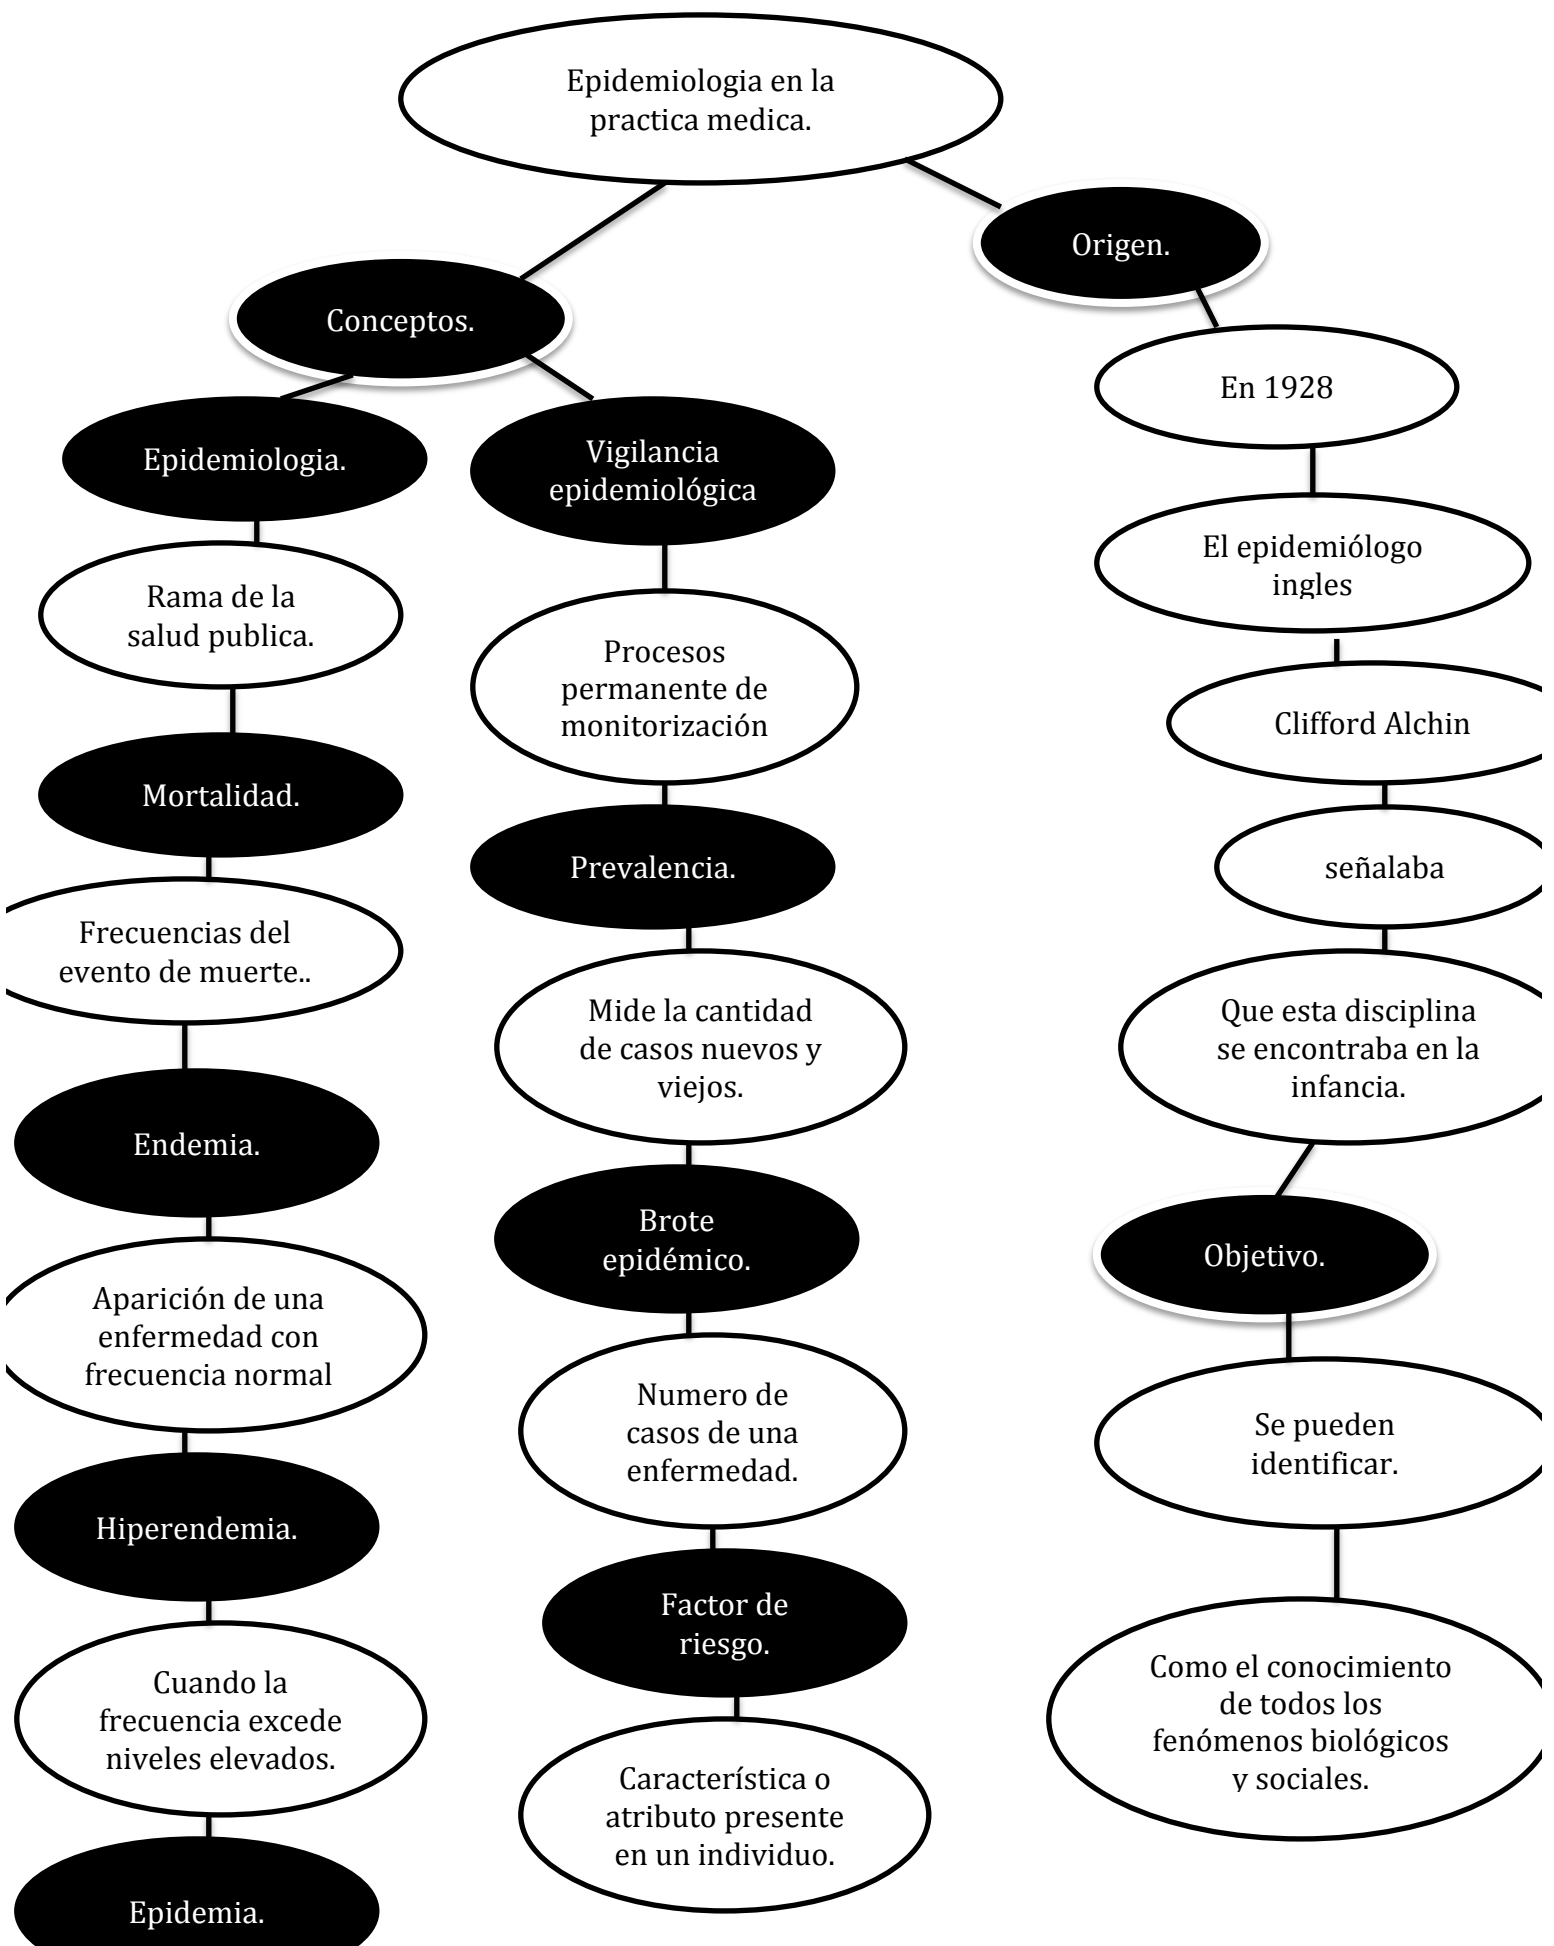 Epidemiologia en la
practica medica.
Origen.
Conceptos.
En 1928
Epidemiologia.
Vigilancia
epidemiológica
El epidemiólogo
ingles
Rama de la
salud publica.
Procesos
permanente de
monitorización
Clifford Alchin
Mortalidad.
Prevalencia.
señalaba
Frecuencias del
evento de muerte..
Mide la cantidad
de casos nuevos y
viejos.
Que esta disciplina
se encontraba en la
infancia.
Endemia.
Brote
epidémico.
Objetivo.
Aparición de una
enfermedad con
frecuencia normal
Numero de
casos de una
enfermedad.
Se pueden
identificar.
Hiperendemia.
Factor de
riesgo.
Cuando la
frecuencia excede
niveles elevados.
Como el conocimiento
de todos los
fenómenos biológicos
y sociales.
Característica o
atributo presente
en un individuo.
Epidemia.